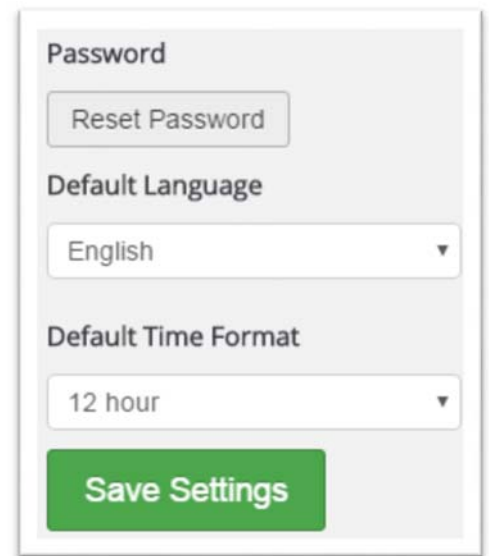 Password
Reset Password
Default Language
English
Default Time Format
12 hour
Save Settings